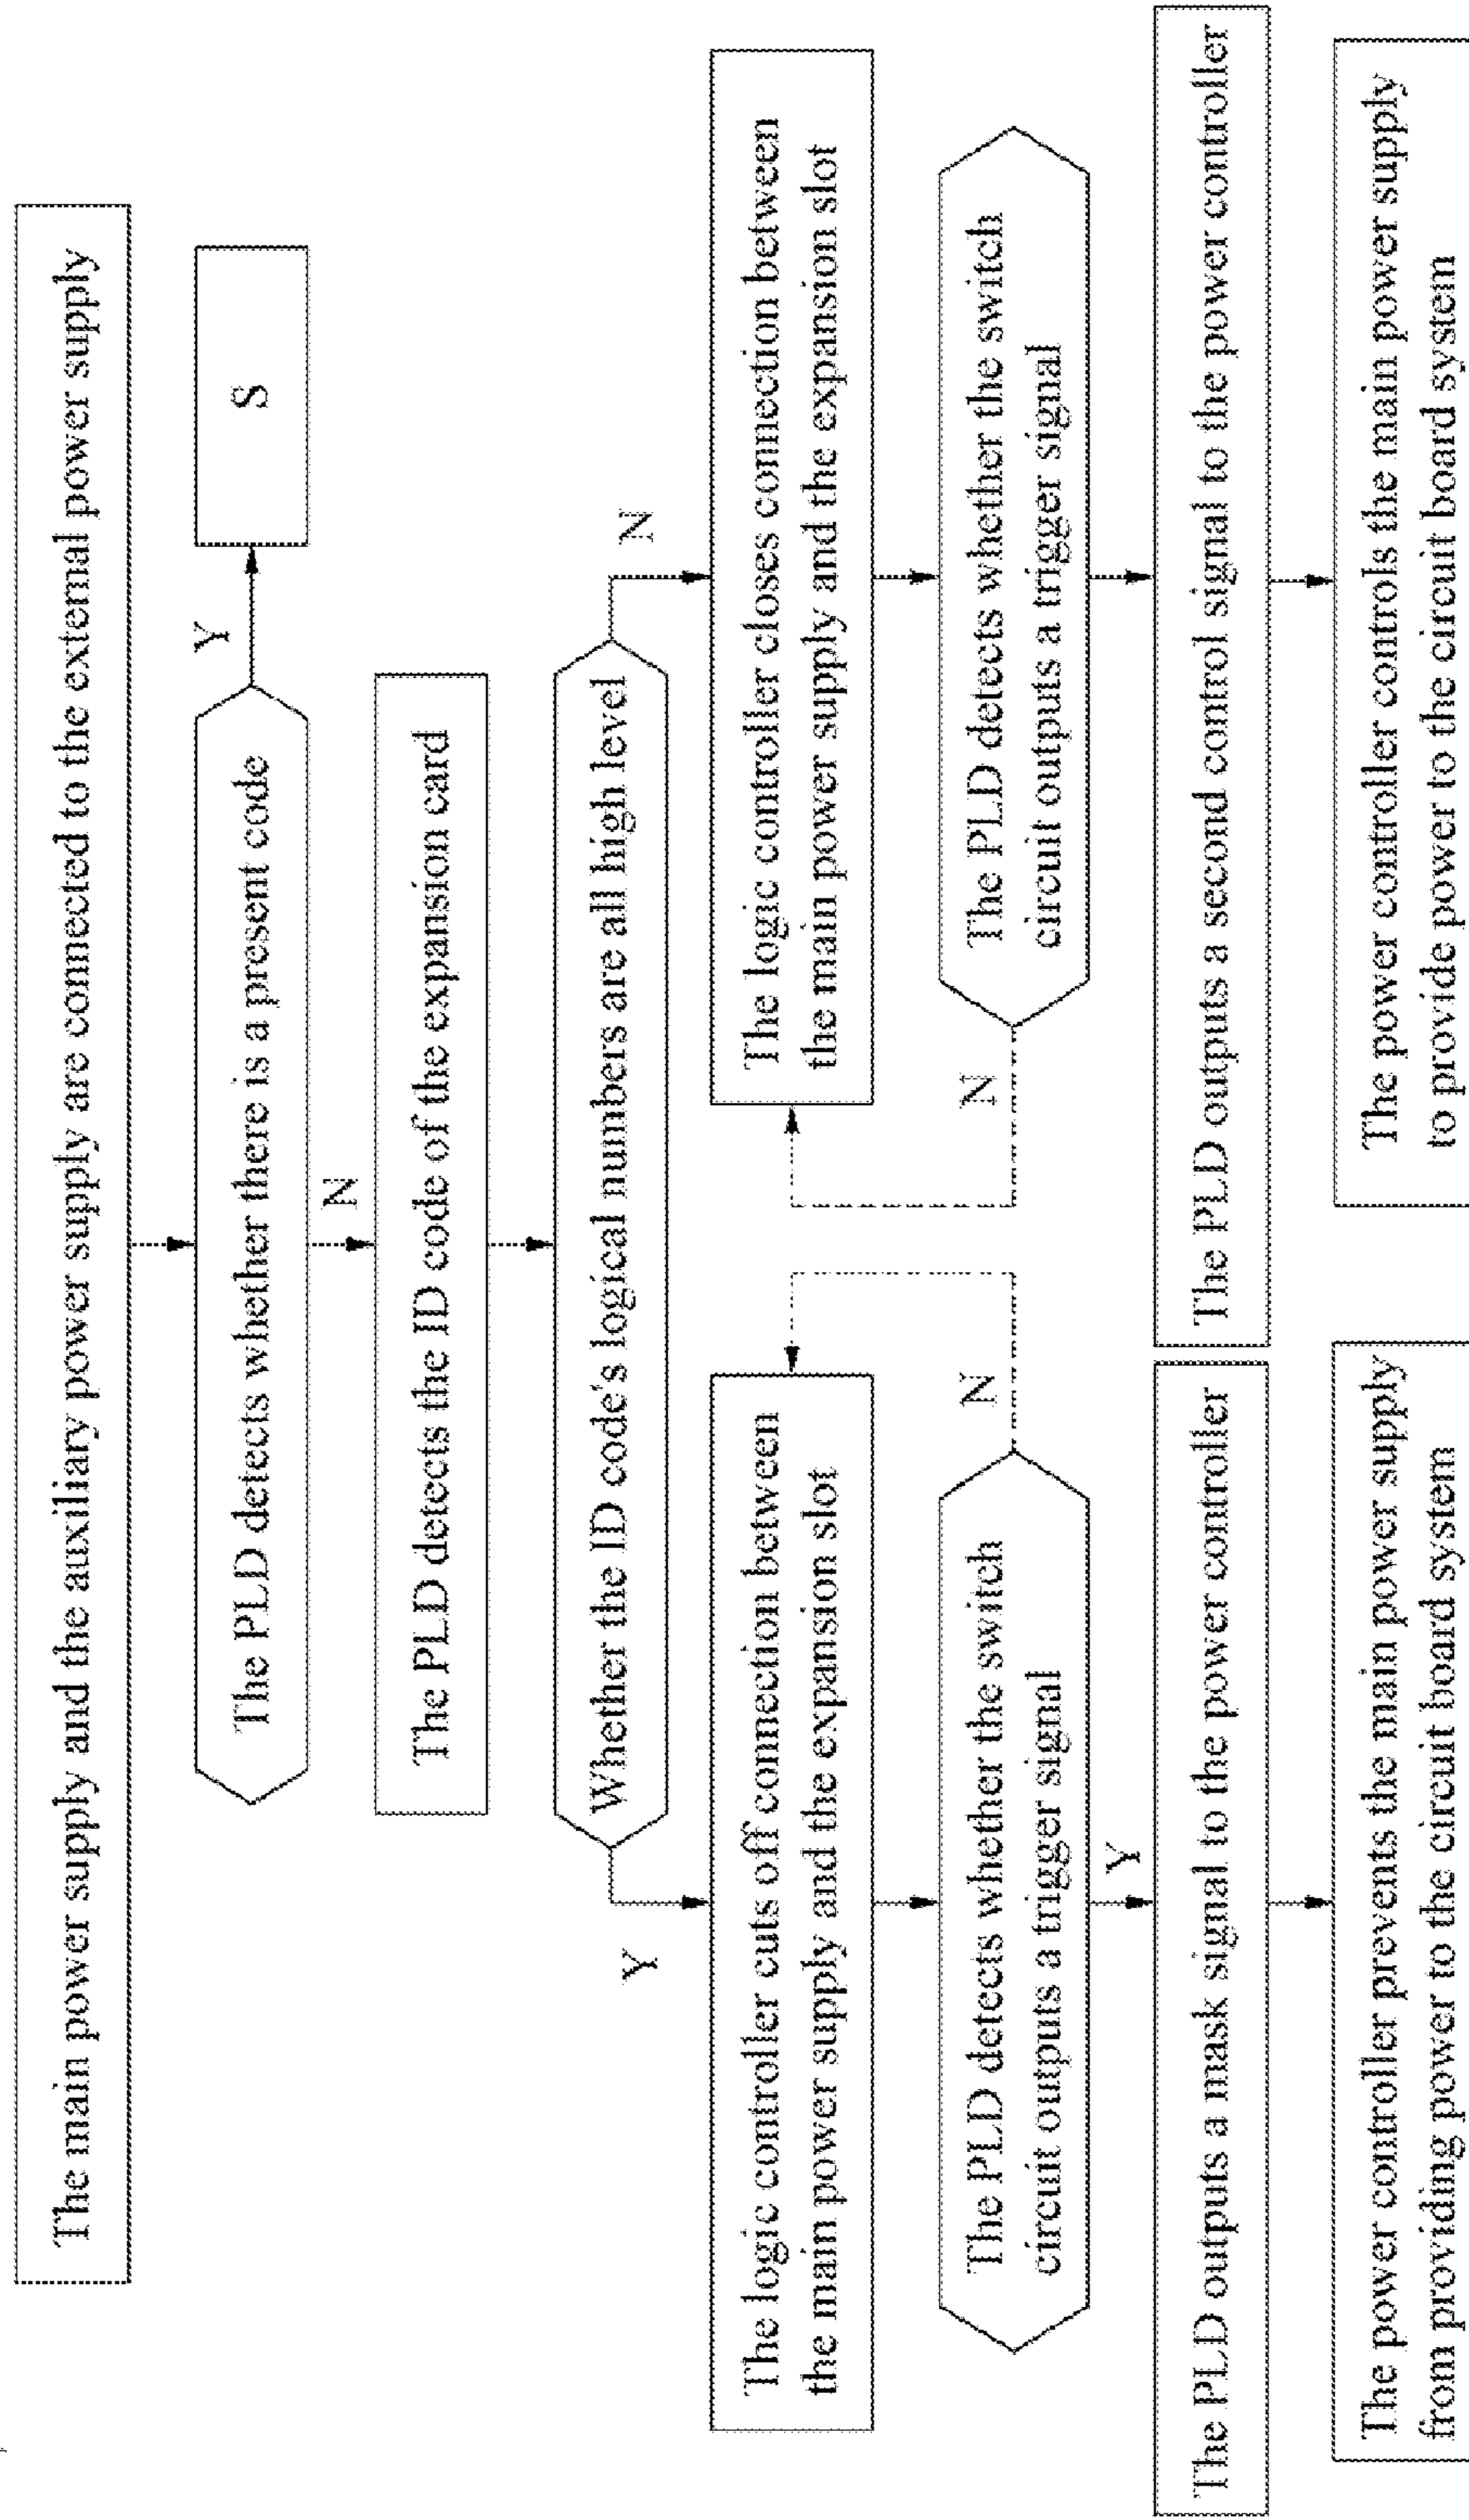 The main power supply and the auxiliary power supply are connected to the external power supply
The PLD detects whether there is a present code
Y
S
N
The PLD detects the ID code of the expansion card
Whether the ID code's logical numbers are all high level
Y
N
The logic controller cuts off connection between
the main power supply and the expansion slot
The logic controller closes connection between
the main power supply and the expansion slot
The PLD detects whether the switch
circuit outputs a trigger signal
N
N
The PLD detects whether the switch
circuit outputs a trigger signal
Y
The PLD outputs a mask signal to the power controller
The PLD outputs a second control signal to the power controller
The power controller prevents the main power supply
from providing power to the circuit board system
The power controller controls the main power supply
to provide power to the circuit board system